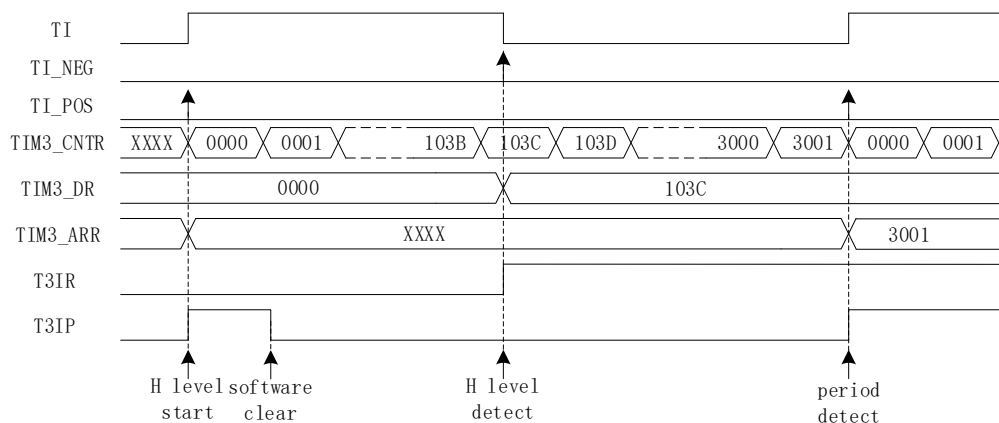 TI
TI_NEG
TI_POS
TIM3_CNTR XXXX 0000 0001 103B 103C 103D 3000 3001 0000 0001
TIM3_DR 0000 103C
TIM3_ARR XXXX 3001
T3IR
T3IP
H level
start
software
clear
H level
detect
period
detect